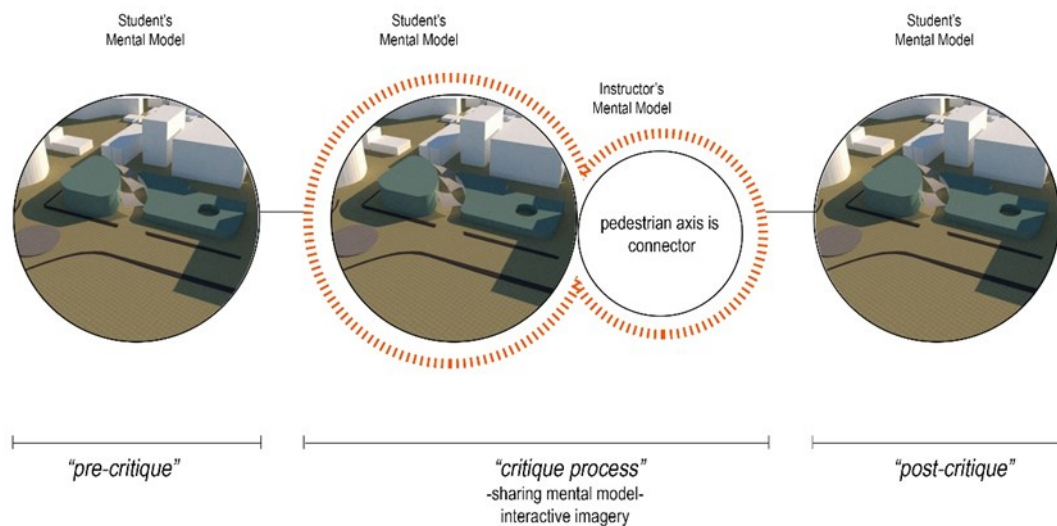 Student's
Mental Model
Student's
Mental Model
Instructor's
Mental Model
Student's
Mental Model
pedestrian axis is
connector
"pre-critique"
"critique process"
-sharing mental model-
interactive imagery
"post-critique"